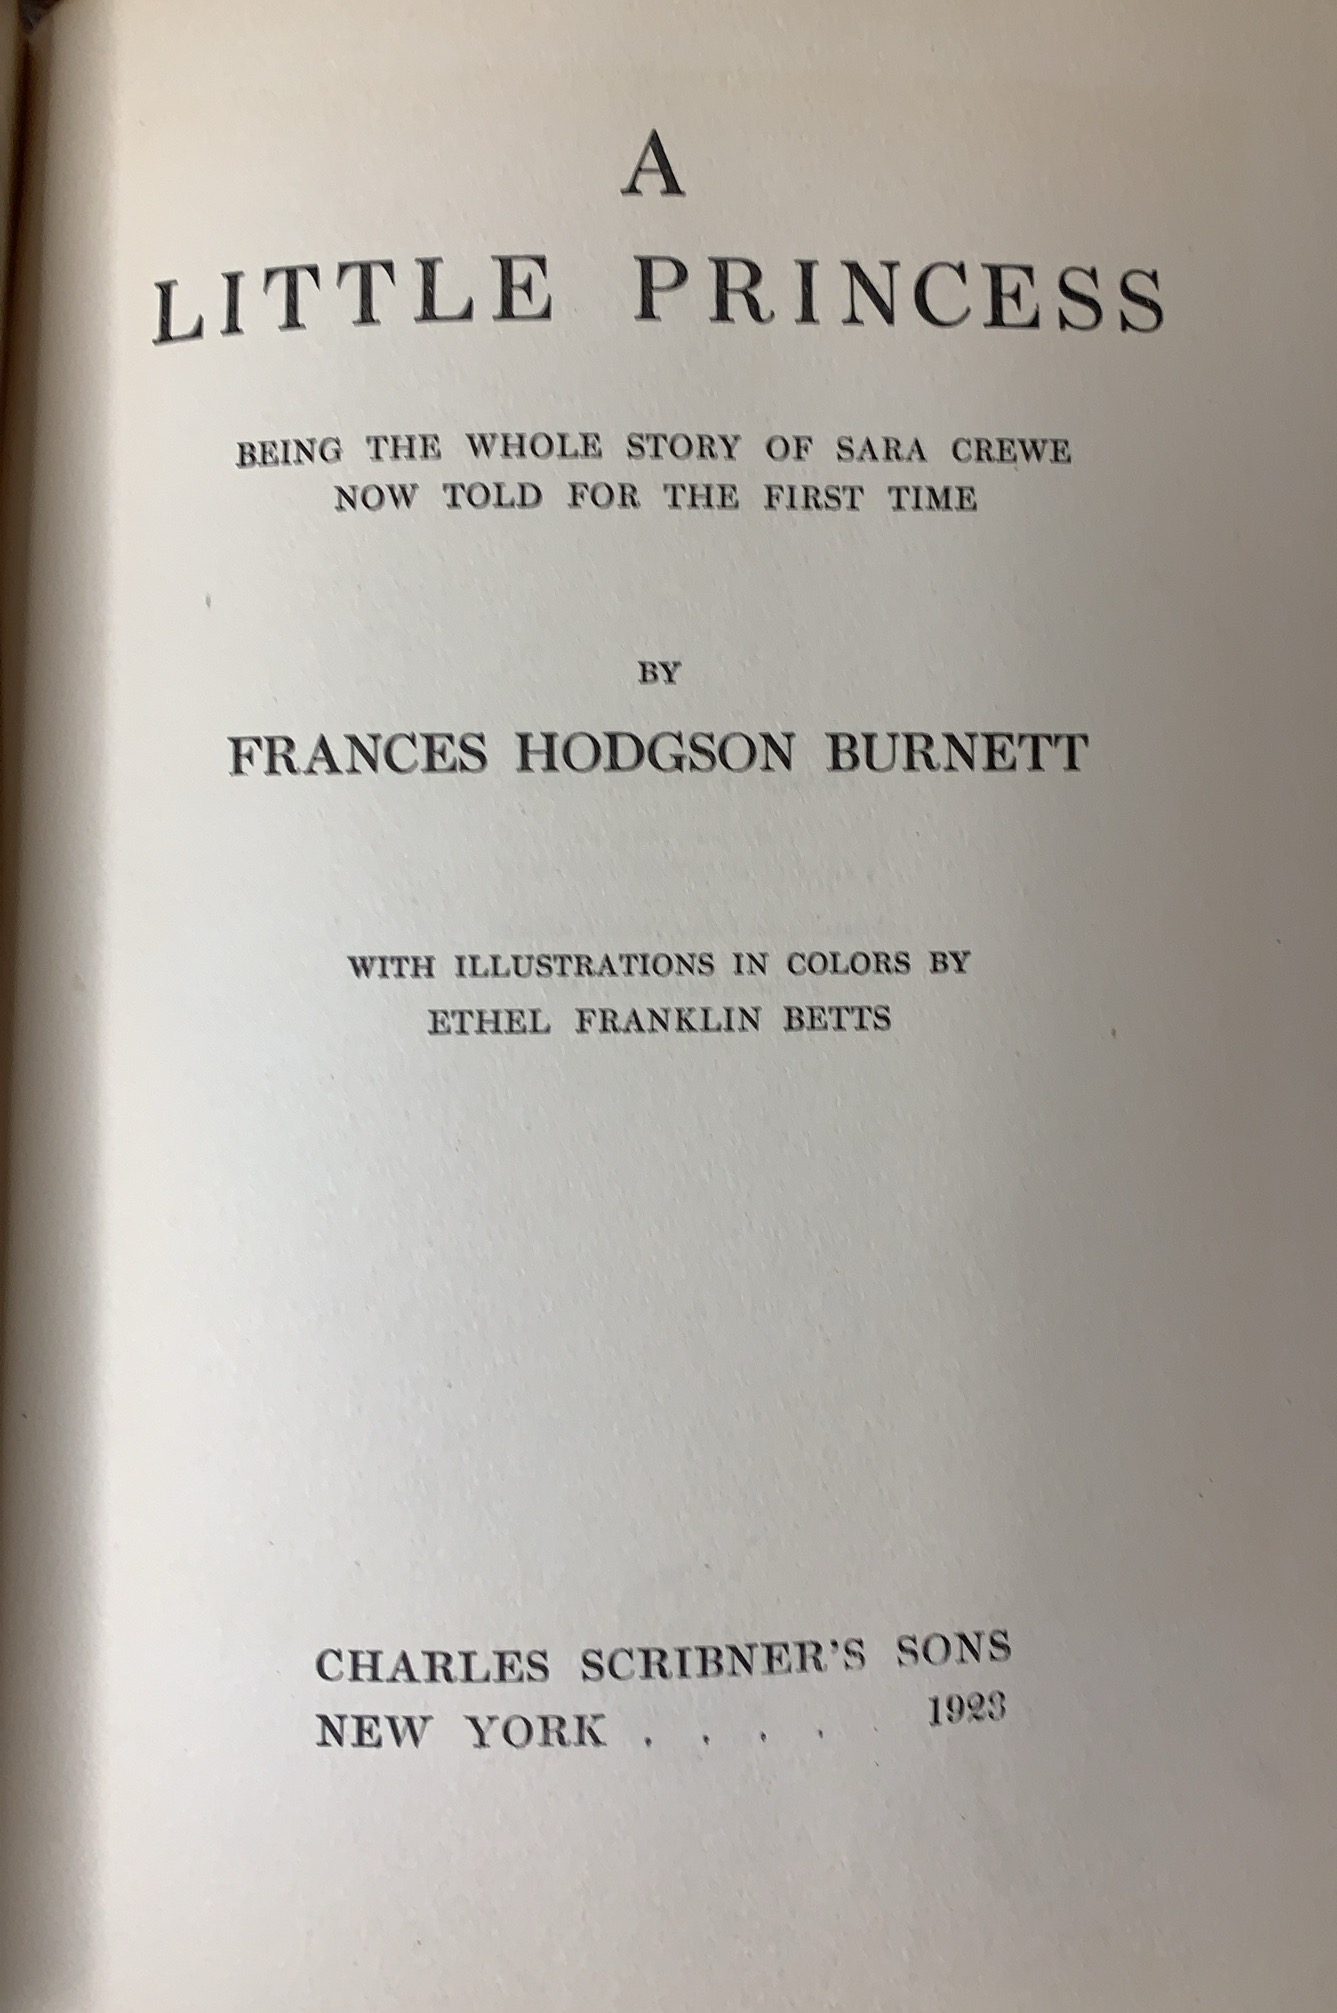 A
LITTLE PRINCESS
BEING THE WHOLE STORY OF SARA CREWE
NOW TOLD FOR THE FIRST TIME
BY
FRANCES HODGSON BURNETT
WITH ILLUSTRATIONS IN COLORS BY
ETHEL FRANKLIN BETTS
CHARLES SCRIBNER'S SONS
NEW YORK . . . . . 1923